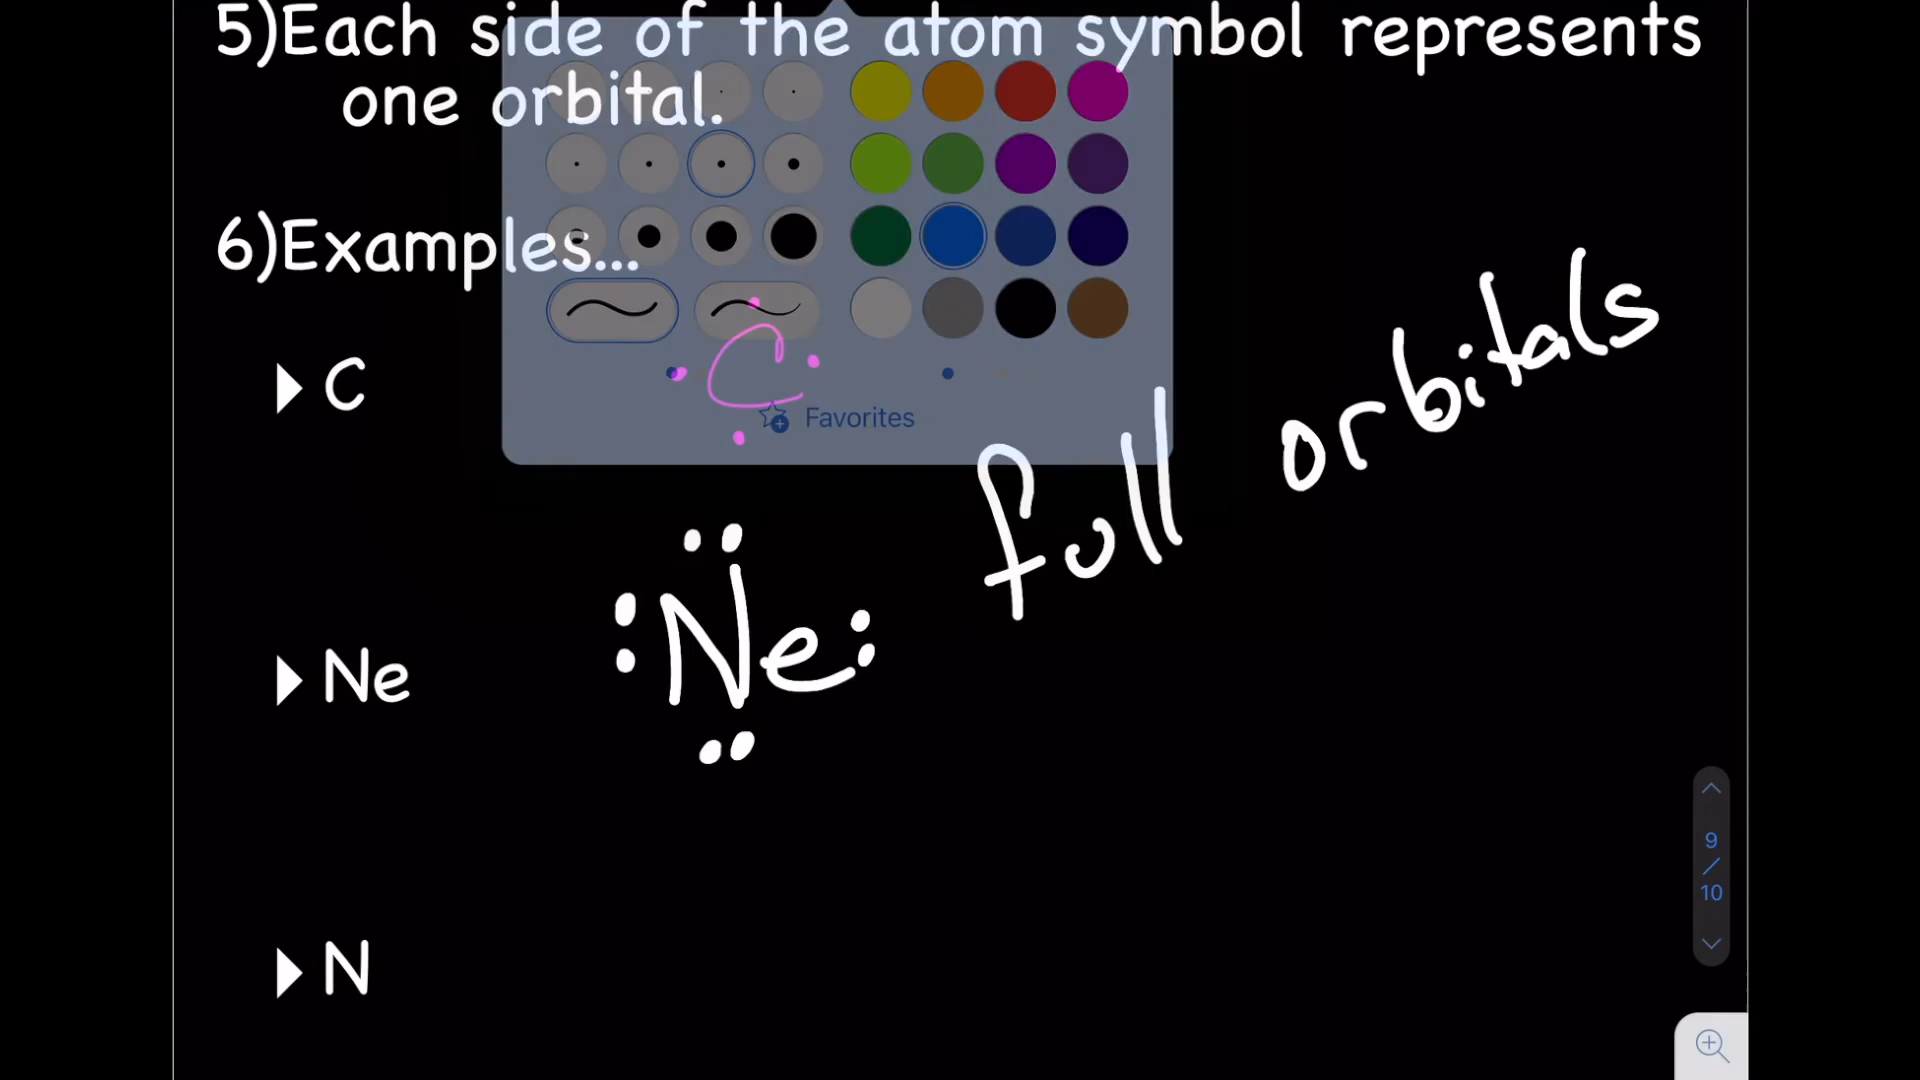 5)Each side of the atom symbol represents
one orbital.
6)Examples...
C
C
Favorites
full orbitals
Ne
Ne
N
9
/
10